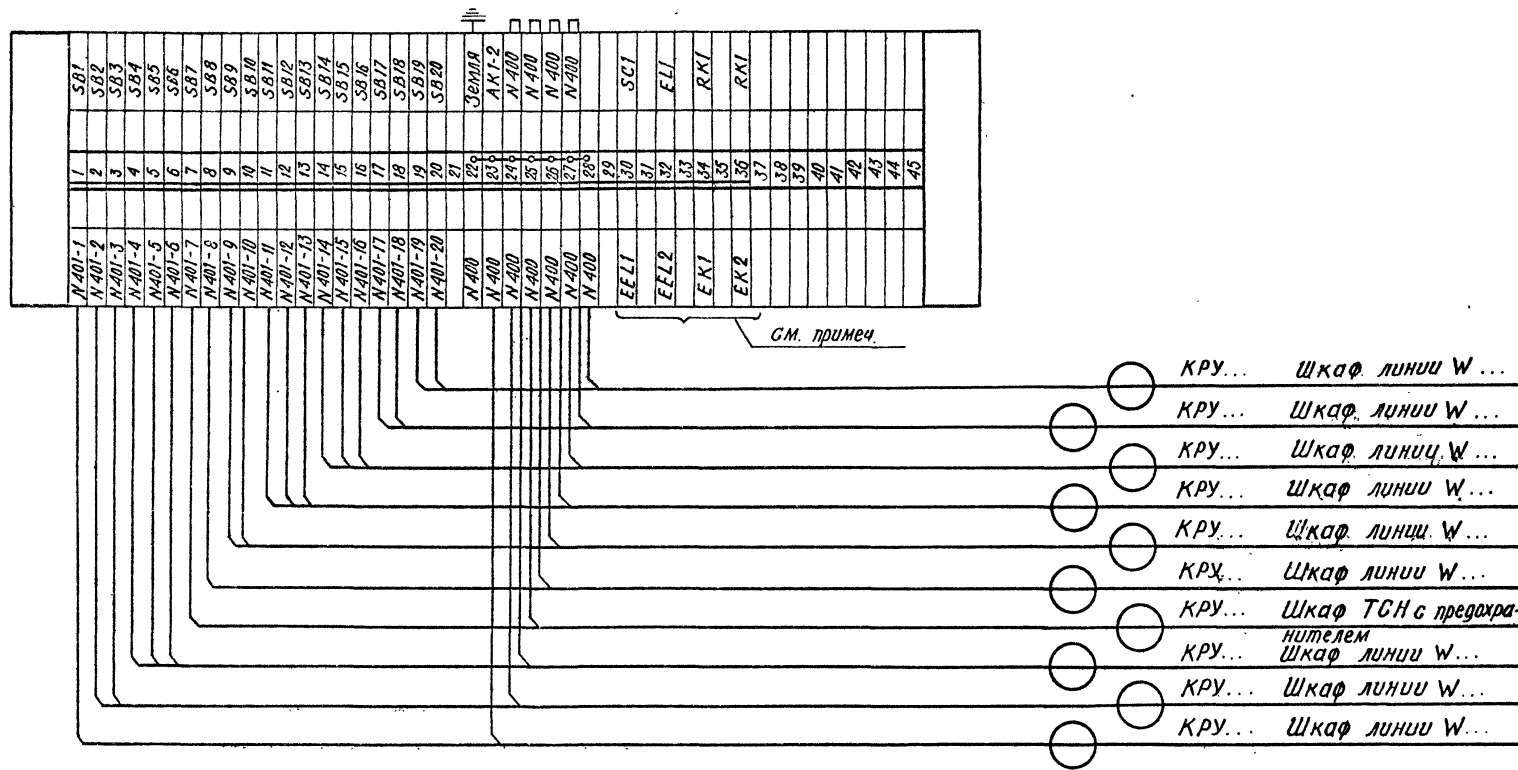 SB1 SB2 SB3 SB4 SB5 SB6 SB7 SB8 SB9 SB10 SB11 SB12 SB13 SB14 SB15 SB16 SB17 SB18 SB19 SB20 Земля АК1-2 N400 N400 N400 N400 SC1 EL1 RK1 RK1
1 2 3 4 5 6 7 8 9 10 11 12 13 14 15 16 17 18 19 20 21 22 23 24 25 26 27 28 29 30 31 32 33 34 35 36 37 38 39 40 41 42 43 44 45
N401-1 N401-2 N401-3 N401-4 N401-5 N401-6 N401-7 N401-8 N401-9 N401-10 N401-11 N401-12 N401-13 N401-14 N401-15 N401-16 N401-17 N401-18 N401-19 N401-20 N400 N400 N400 N400 N400 N400 N400 EEL1 EEL2 EK1 EK2
см. примеч.
КРУ... Шкаф линии W...
КРУ... Шкаф линии W...
КРУ... Шкаф линии W...
КРУ... Шкаф линии W...
КРУ... Шкаф линии W...
КРУ... Шкаф линии W...
КРУ... Шкаф ТСН с предохра-
нителем
КРУ... Шкаф линии W...
КРУ... Шкаф линии W...
КРУ... Шкаф линии W...